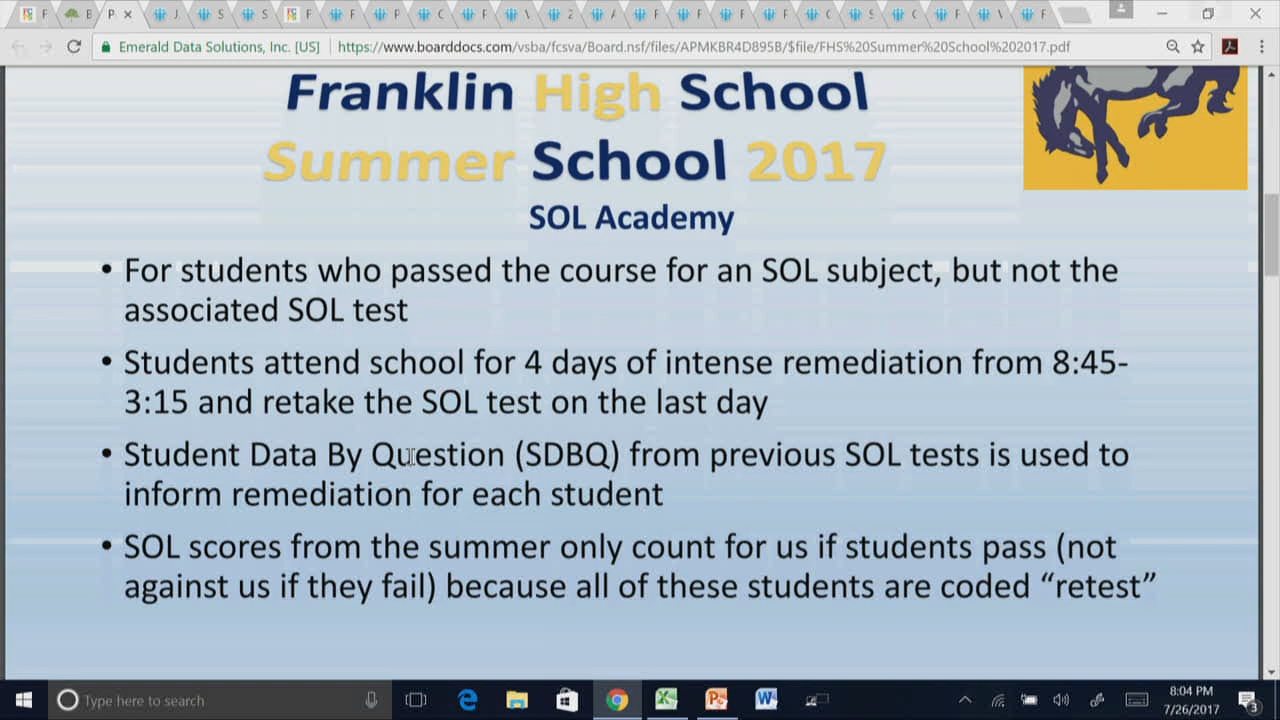 F
B
P
J
S
S
F
F
P
C
F
V
2
A
F
F
F
F
C
S
C
F
V
F
Emerald Data Solutions, Inc. [US]
https://www.boarddocs.com/vsba/fcsva/Board.nsf/files/APMKBR4D895B/$file/FHS%20Summer%20School%202017.pdf
Franklin High School
Summer School 2017
SOL Academy
• For students who passed the course for an SOL subject, but not the
associated SOL test
• Students attend school for 4 days of intense remediation from 8:45-
3:15 and retake the SOL test on the last day
• Student Data By Question (SDBQ) from previous SOL tests is used to
inform remediation for each student
• SOL scores from the summer only count for us if students pass (not
against us if they fail) because all of these students are coded “retest”
Type here to search
8:04 PM
7/26/2017
3